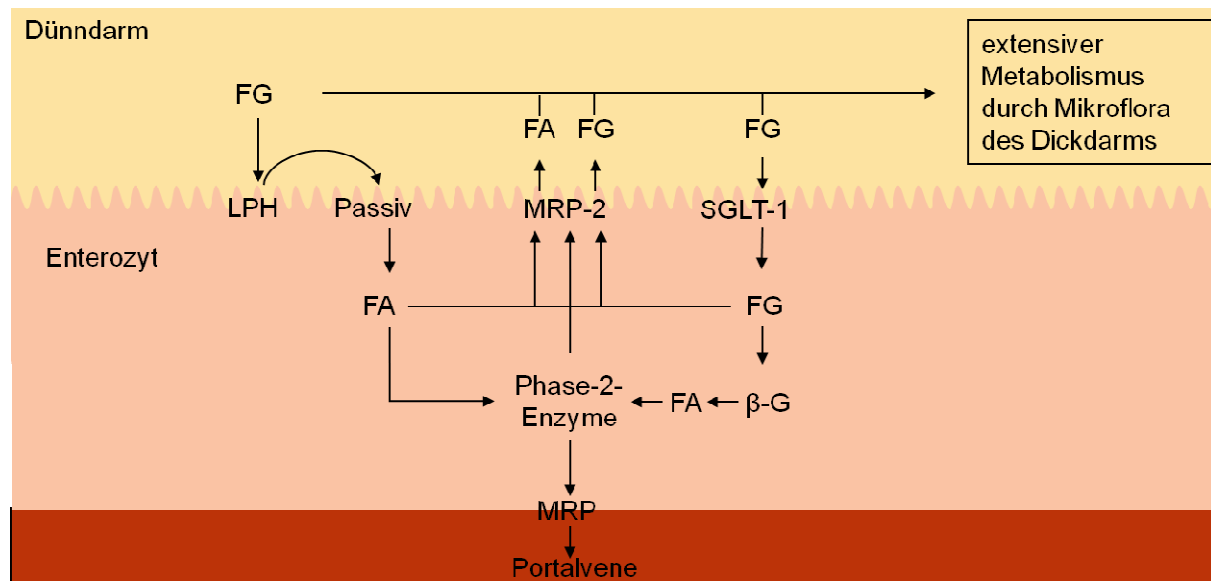 Dünndarm
extensiver
Metabolismus
durch Mikroflora
des Dickdarms
FG
FA FG FG
LPH Passiv MRP-2 SGLT-1
Enterozyt
FA FG
Phase-2-
Enzyme
FA β-G
MRP
Portalvene